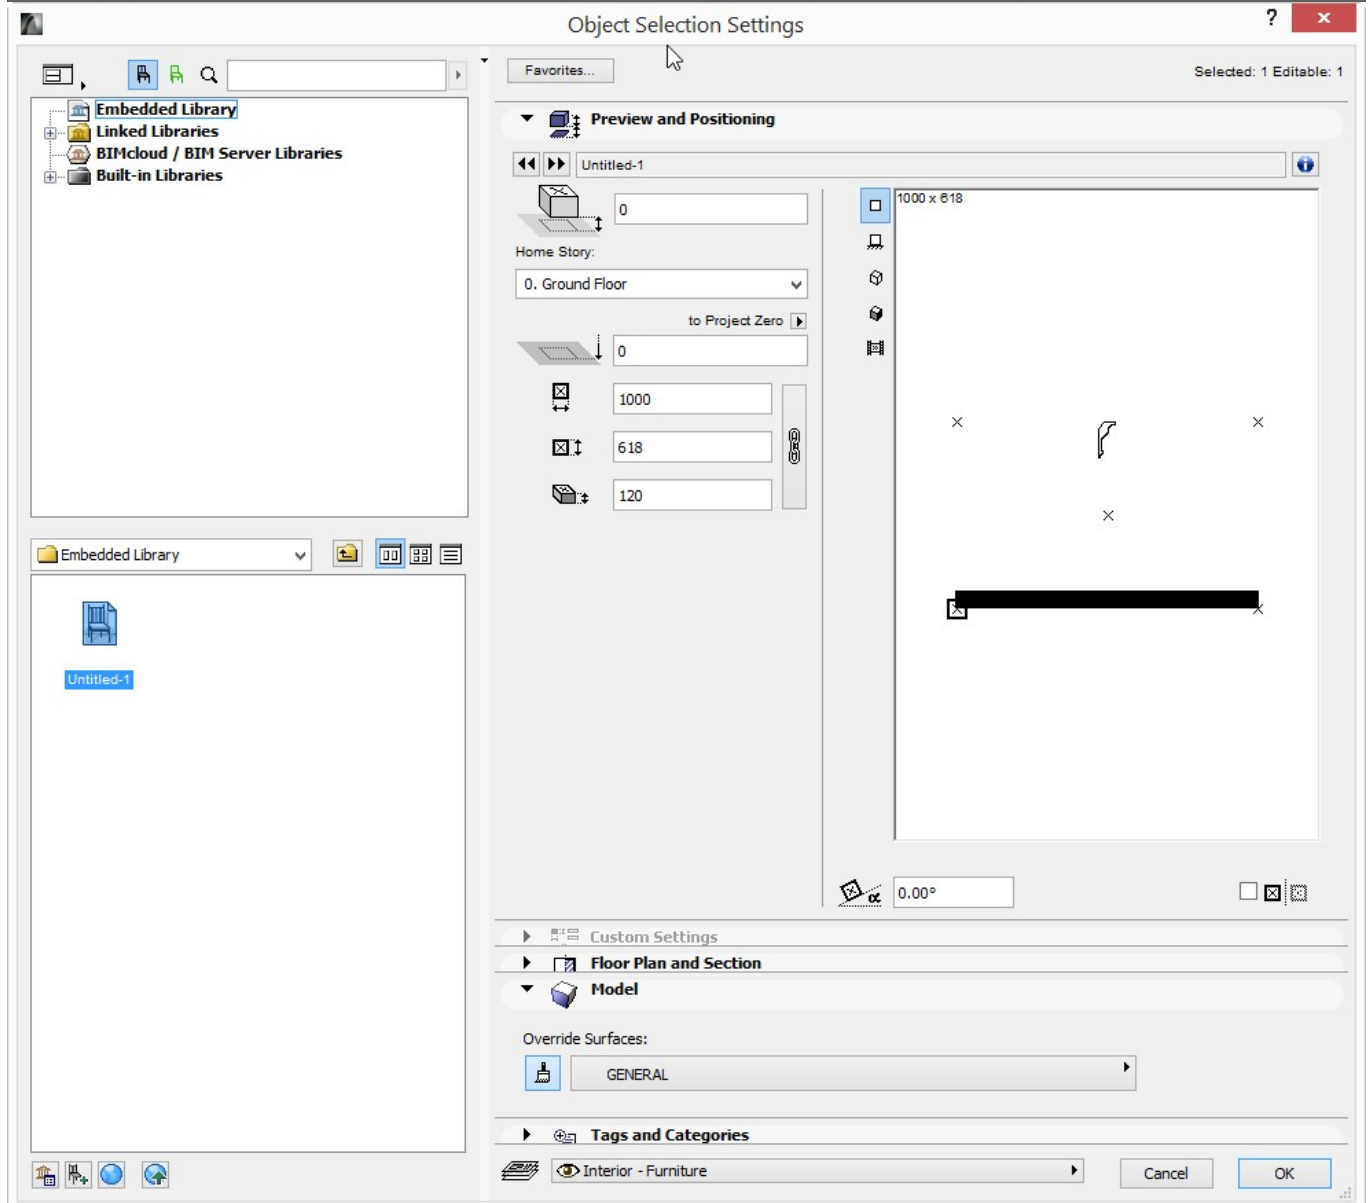 Object Selection Settings
?
Favorites...
Selected: 1 Editable: 1
Embedded Library
Linked Libraries
BIMcloud / BIM Server Libraries
Built-in Libraries
Preview and Positioning
Untitled-1
0
1000 x 618
Home Story:
0. Ground Floor
to Project Zero
0
1000
618
120
Embedded Library
Untitled-1
α
0.00°
Custom Settings
Floor Plan and Section
Model
Override Surfaces:
GENERAL
Tags and Categories
Interior - Furniture
Cancel
OK